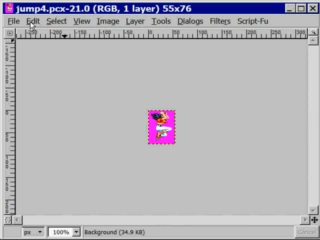 jump4.pcx-21.0 (RGB, 1 layer) 55x76
File Edit Select View Image Layer Tools Dialogs Filters Script-Fu
px 100% Background (34.9 KB) Cancel